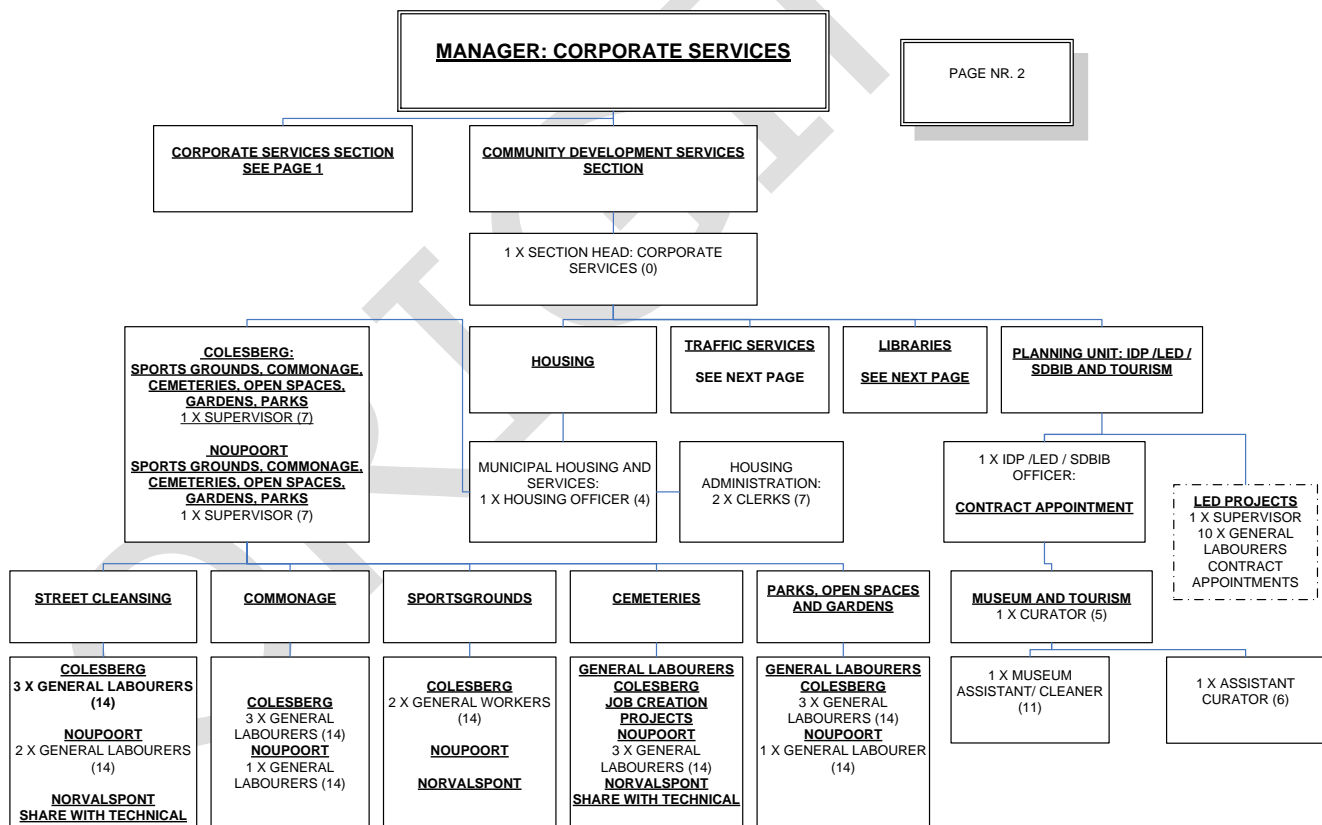 MANAGER: CORPORATE SERVICES
PAGE NR. 2
CORPORATE SERVICES SECTION
SEE PAGE 1
COMMUNITY DEVELOPMENT SERVICES
SECTION
1 X SECTION HEAD: CORPORATE
SERVICES (0)
COLESBERG:
SPORTS GROUNDS, COMMONAGE,
CEMETERIES, OPEN SPACES,
GARDENS, PARKS
1 X SUPERVISOR (7)
NOUPOORT
SPORTS GROUNDS, COMMONAGE,
CEMETERIES, OPEN SPACES,
GARDENS, PARKS
1 X SUPERVISOR (7)
HOUSING
TRAFFIC SERVICES
SEE NEXT PAGE
LIBRARIES
SEE NEXT PAGE
PLANNING UNIT: IDP /LED /
SDBIB AND TOURISM
MUNICIPAL HOUSING AND
SERVICES:
1 X HOUSING OFFICER (4)
HOUSING
ADMINISTRATION:
2 X CLERKS (7)
1 X IDP /LED / SDBIB
OFFICER:
CONTRACT APPOINTMENT
LED PROJECTS
1 X SUPERVISOR
10 X GENERAL
LABOURERS
CONTRACT
APPOINTMENTS
STREET CLEANSING
COMMONAGE
SPORTSGROUNDS
CEMETERIES
PARKS, OPEN SPACES
AND GARDENS
MUSEUM AND TOURISM
1 X CURATOR (5)
COLESBERG
3 X GENERAL LABOURERS
(14)
NOUPOORT
2 X GENERAL LABOURERS
(14)
NORVALSPONT
SHARE WITH TECHNICAL
COLESBERG
3 X GENERAL
LABOURERS (14)
NOUPOORT
1 X GENERAL
LABOURERS (14)
COLESBERG
2 X GENERAL WORKERS
(14)
NOUPOORT
NORVALSPONT
GENERAL LABOURERS
COLESBERG
JOB CREATION
PROJECTS
NOUPOORT
3 X GENERAL
LABOURERS (14)
NORVALSPONT
SHARE WITH TECHNICAL
GENERAL LABOURERS
COLESBERG
3 X GENERAL
LABOURERS (14)
NOUPOORT
1 X GENERAL LABOURER
(14)
1 X MUSEUM
ASSISTANT/ CLEANER
(11)
1 X ASSISTANT
CURATOR (6)